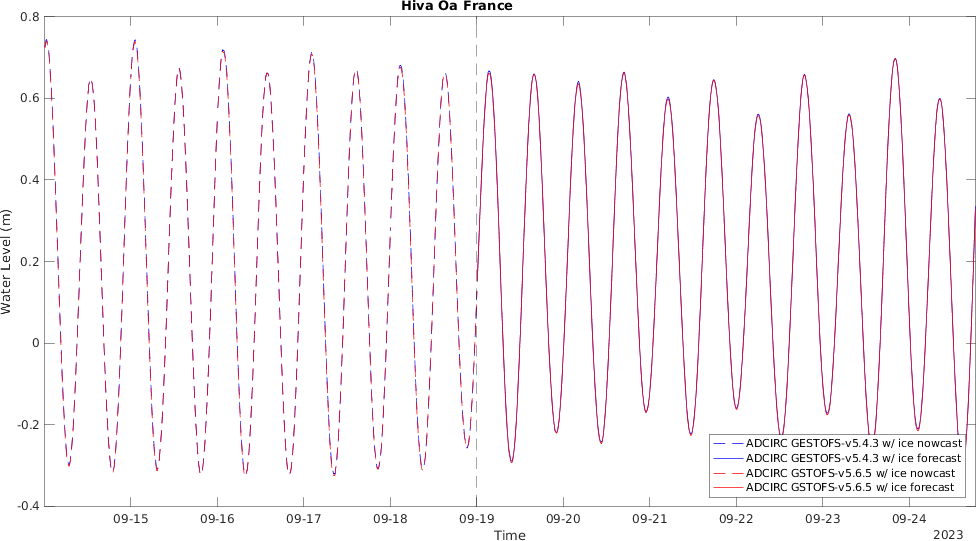 Hiva Oa France
0.8
0.6
0.4
0.2
0
-0.2
-0.4
Water Level (m)
ADCIRC GESTOFS-v5.4.3 w/ ice nowcast
ADCIRC GESTOFS-v5.4.3 w/ ice forecast
ADCIRC GSTOFS-v5.6.5 w/ ice nowcast
ADCIRC GSTOFS-v5.6.5 w/ ice forecast
09-15 09-16 09-17 09-18 09-19 09-20 09-21 09-22 09-23 09-24
Time
2023